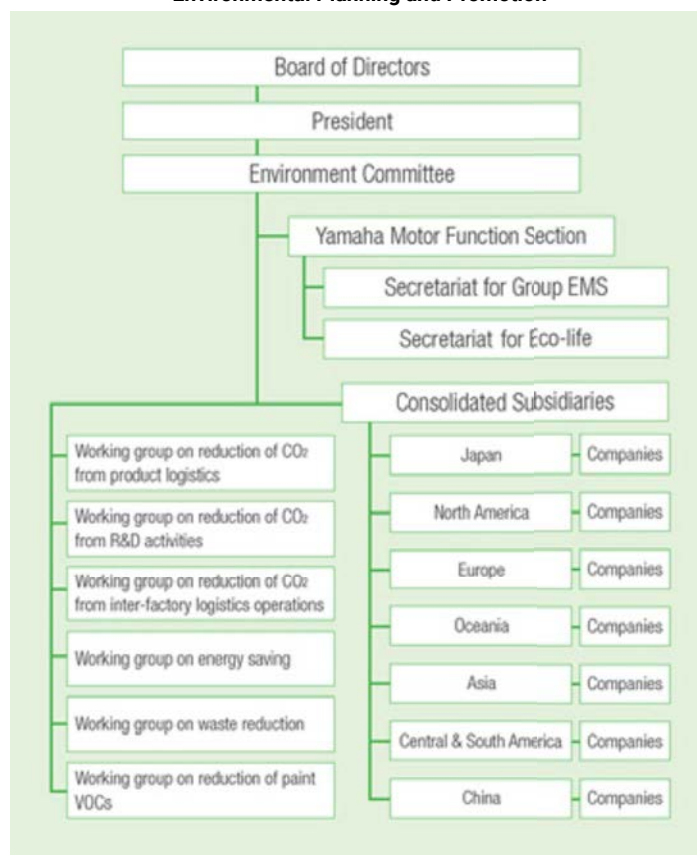 Environmental Planning and Promotion
Board of Directors
President
Environment Committee
Yamaha Motor Function Section
Secretariat for Group EMS
Secretariat for Eco-life
Consolidated Subsidiaries
Working group on reduction of CO₂
from product logistics
Working group on reduction of CO₂
from R&D activities
Working group on reduction of CO₂
from inter-factory logistics operations
Working group on energy saving
Working group on waste reduction
Working group on reduction of paint
VOCs
Japan
Companies
North America
Companies
Europe
Companies
Oceania
Companies
Asia
Companies
Central & South America
Companies
China
Companies